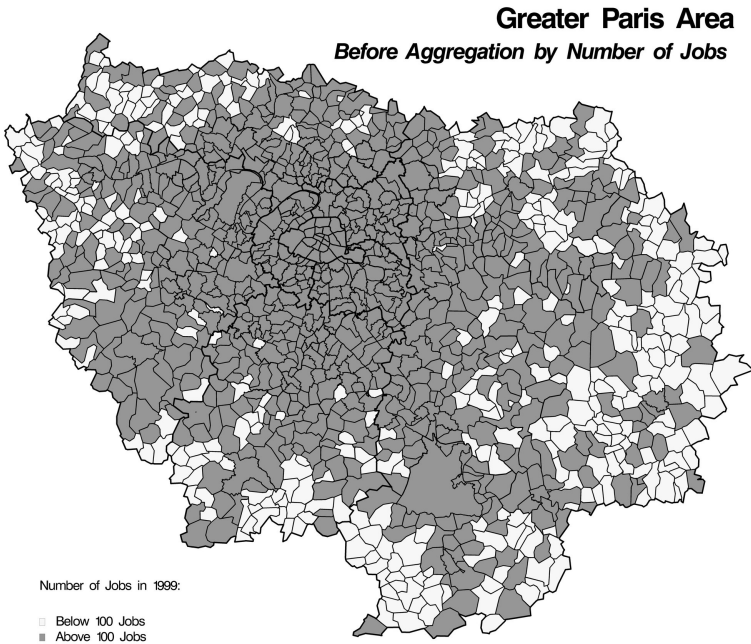 Greater Paris Area
Before Aggregation by Number of Jobs
Number of Jobs in 1999:
Below 100 Jobs
Above 100 Jobs